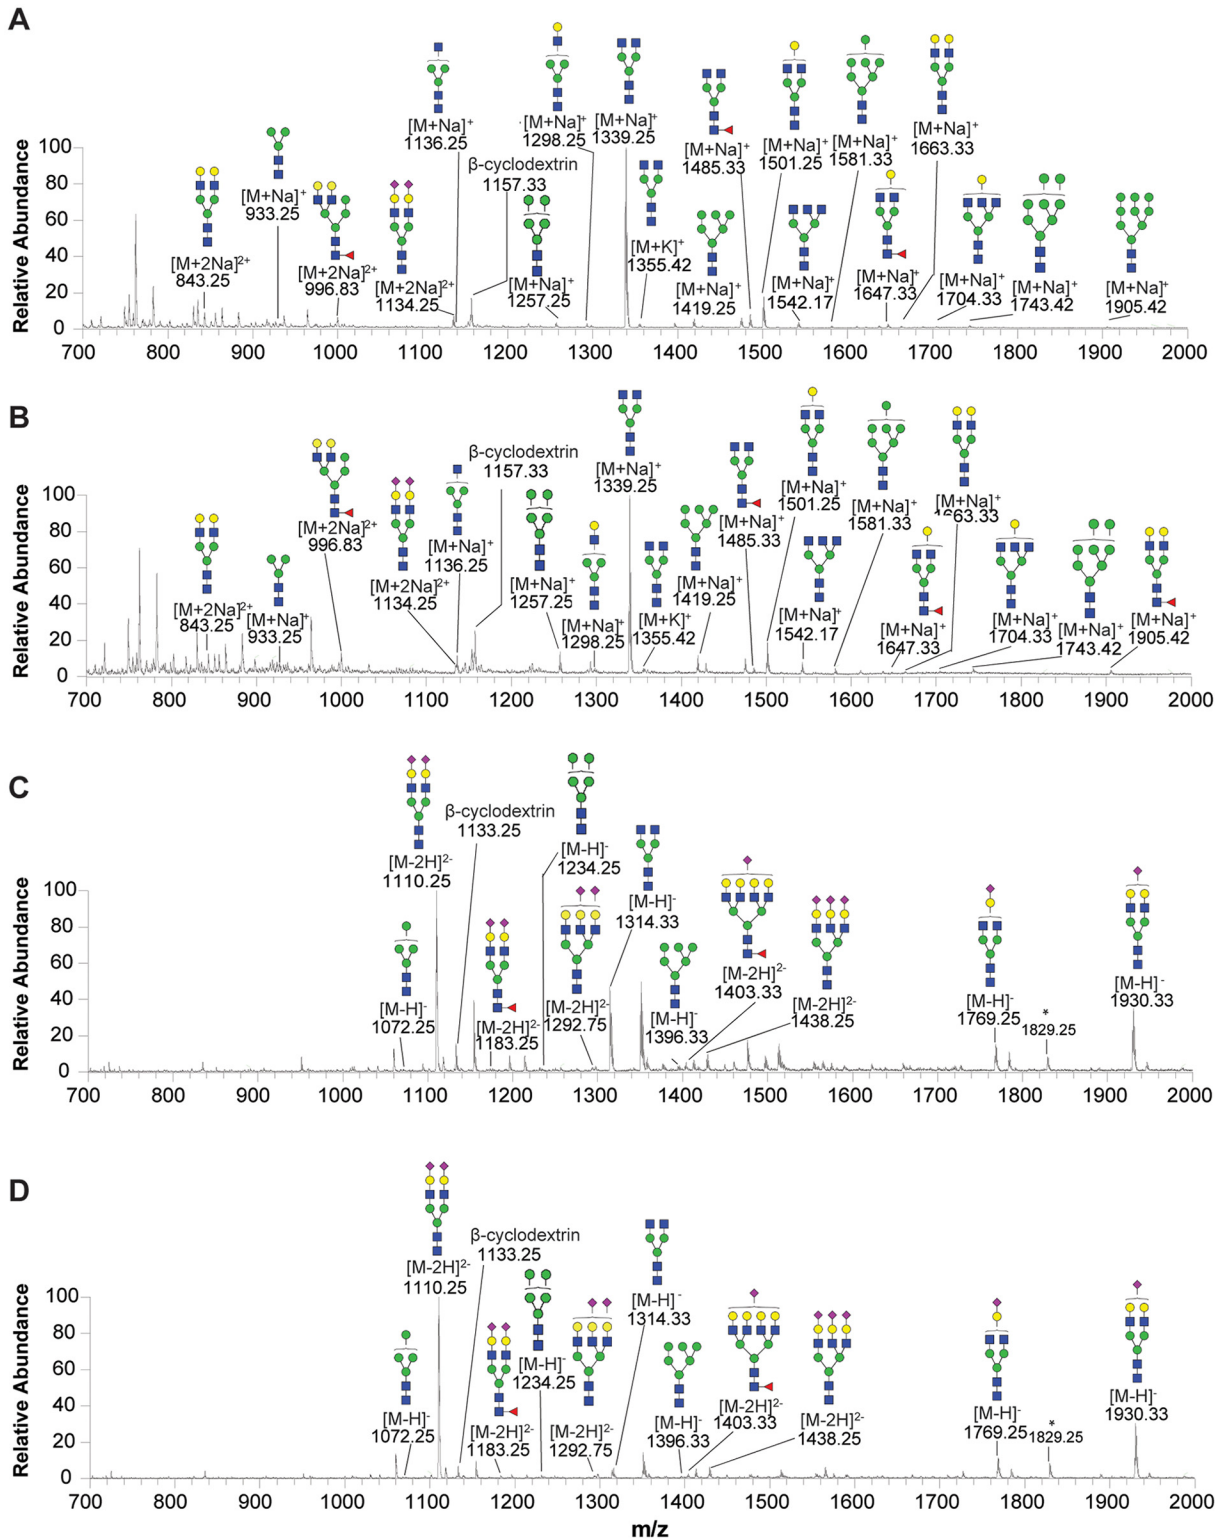 A
Relative Abundance
100
80
60
40
20
0
[M+2Na]2+
843.25
[M+Na]+
933.25
[M+2Na]2+
996.83
[M+2Na]2+
1134.25
[M+Na]+
1136.25
β-cyclodextrin
1157.33
[M+Na]+
1257.25
[M+Na]+
1298.25
[M+Na]+
1339.25
[M+K]+
1355.42
[M+Na]+
1419.25
[M+Na]+
1485.33
[M+Na]+
1501.25
[M+Na]+
1542.17
[M+Na]+
1581.33
[M+Na]+
1647.33
[M+Na]+
1663.33
[M+Na]+
1704.33
[M+Na]+
1743.42
[M+Na]+
1905.42
700 800 900 1000 1100 1200 1300 1400 1500 1600 1700 1800 1900 2000
B
Relative Abundance
100
80
60
40
20
0
[M+2Na]2+
843.25
[M+Na]+
933.25
[M+2Na]2+
996.83
[M+2Na]2+
1134.25
[M+Na]+
1136.25
β-cyclodextrin
1157.33
[M+Na]+
1257.25
[M+Na]+
1298.25
[M+Na]+
1339.25
[M+K]+
1355.42
[M+Na]+
1419.25
[M+Na]+
1485.33
[M+Na]+
1501.25
[M+Na]+
1542.17
[M+Na]+
1581.33
[M+Na]+
1647.33
[M+Na]+
1663.33
[M+Na]+
1704.33
[M+Na]+
1743.42
[M+Na]+
1905.42
700 800 900 1000 1100 1200 1300 1400 1500 1600 1700 1800 1900 2000
C
Relative Abundance
100
80
60
40
20
0
[M-H]-
1072.25
[M-2H]2-
1110.25
β-cyclodextrin
1133.25
[M-2H]2-
1183.25
[M-H]-
1234.25
[M-2H]2-
1292.75
[M-H]-
1314.33
[M-H]-
1396.33
[M-2H]2-
1403.33
[M-2H]2-
1438.25
[M-H]-
1769.25
*
1829.25
[M-H]-
1930.33
700 800 900 1000 1100 1200 1300 1400 1500 1600 1700 1800 1900 2000
D
Relative Abundance
100
80
60
40
20
0
[M-H]-
1072.25
[M-2H]2-
1110.25
β-cyclodextrin
1133.25
[M-2H]2-
1183.25
[M-H]-
1234.25
[M-2H]2-
1292.75
[M-H]-
1314.33
[M-H]-
1396.33
[M-2H]2-
1403.33
[M-2H]2-
1438.25
[M-H]-
1769.25
*
1829.25
[M-H]-
1930.33
700 800 900 1000 1100 1200 1300 1400 1500 1600 1700 1800 1900 2000
m/z